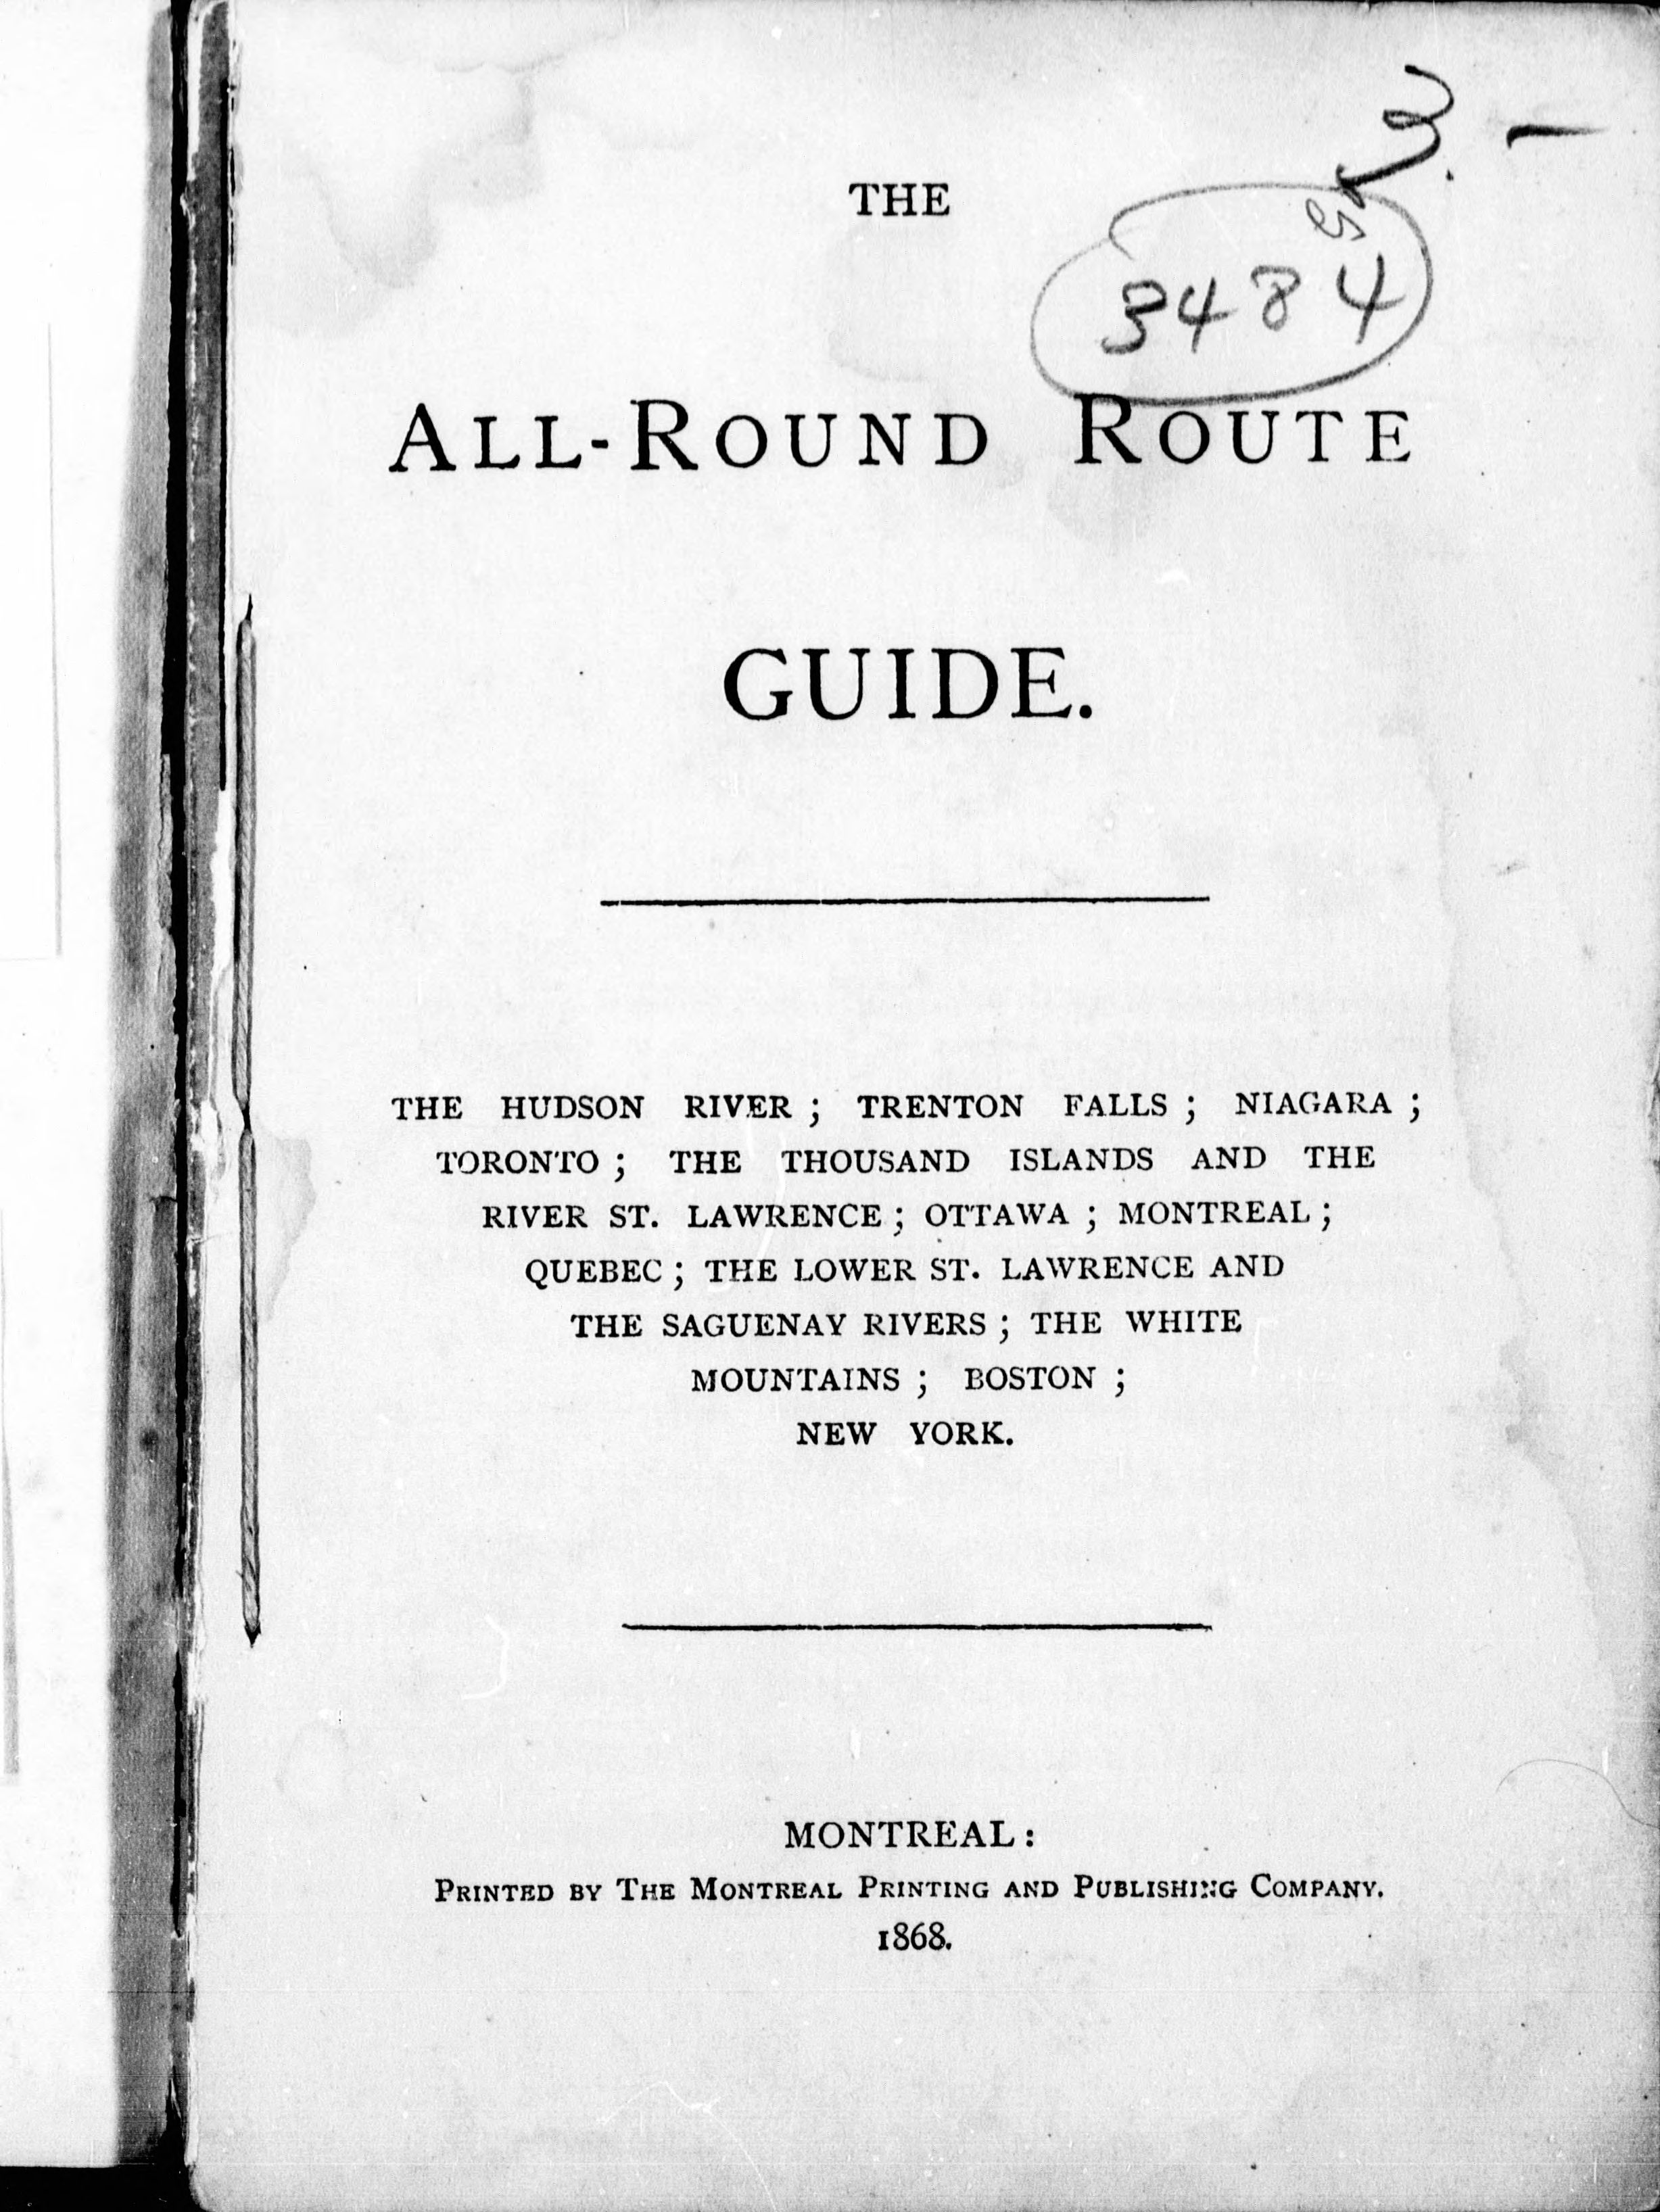 3. –
THE
3484
ALL-ROUND ROUTE
GUIDE.
THE HUDSON RIVER ; TRENTON FALLS ; NIAGARA ;
TORONTO ; THE THOUSAND ISLANDS AND THE
RIVER ST. LAWRENCE ; OTTAWA ; MONTREAL ;
QUEBEC ; THE LOWER ST. LAWRENCE AND
THE SAGUENAY RIVERS ; THE WHITE
MOUNTAINS ; BOSTON ;
NEW YORK.
MONTREAL :
PRINTED BY THE MONTREAL PRINTING AND PUBLISHING COMPANY.
1868.